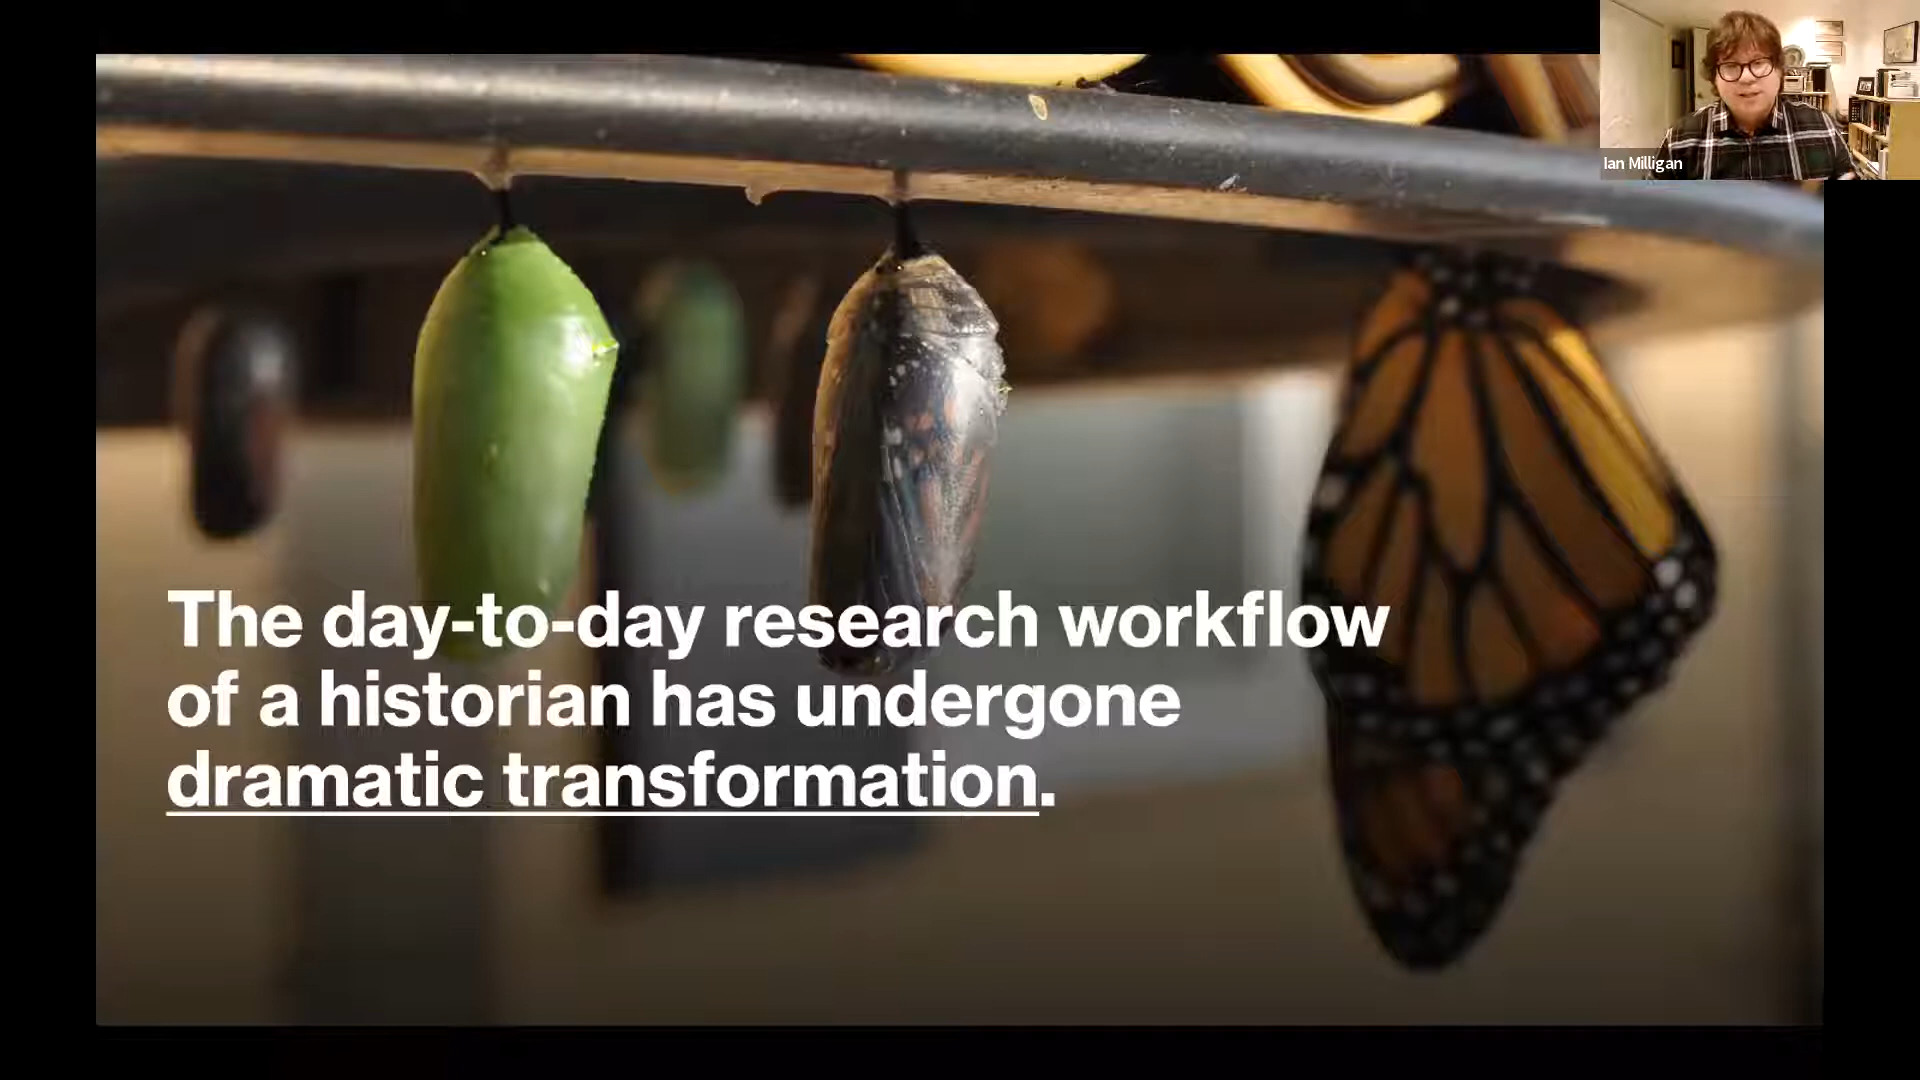 Ian Milligan
The day-to-day research workflow
of a historian has undergone
dramatic transformation.